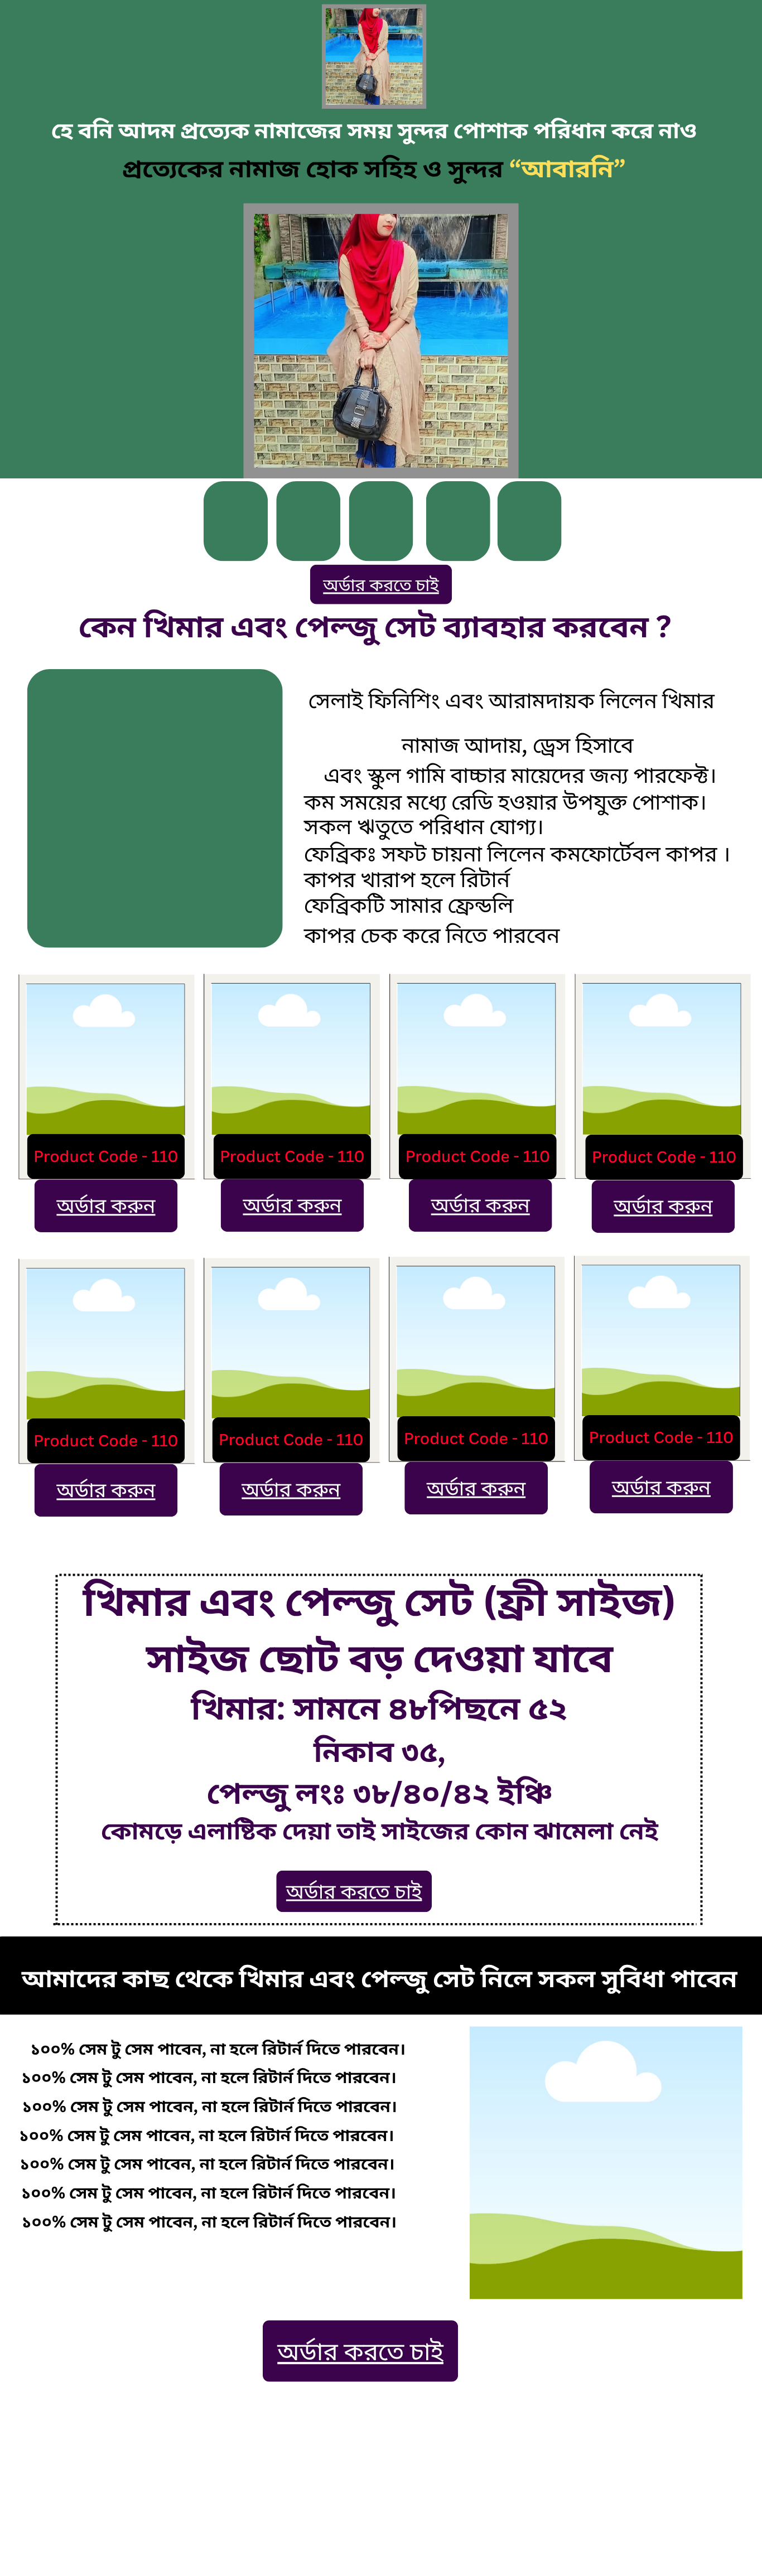 হে বনি আদম প্রত্যেক নামাজের সময় সুন্দর পোশাক পরিধান করে নাও
প্রত্যেকের নামাজ হোক সহিহ ও সুন্দর “আবারনি”
অর্ডার করতে চাই
কেন খিমার এবং পেল্জু সেট ব্যাবহার করবেন ?
সেলাই ফিনিশিং এবং আরামদায়ক লিলেন খিমার
নামাজ আদায়, ড্রেস হিসাবে
এবং স্কুল গামি বাচ্চার মায়েদের জন্য পারফেক্ট।
কম সময়ের মধ্যে রেডি হওয়ার উপযুক্ত পোশাক।
সকল ঋতুতে পরিধান যোগ্য।
ফেব্রিকঃ সফট চায়না লিলেন কমফোর্টেবল কাপর ।
কাপর খারাপ হলে রিটার্ন
ফেব্রিকটি সামার ফ্রেন্ডলি
কাপর চেক করে নিতে পারবেন
Product Code - 110
Product Code - 110
Product Code - 110
Product Code - 110
অর্ডার করুন
অর্ডার করুন
অর্ডার করুন
অর্ডার করুন
Product Code - 110
Product Code - 110
Product Code - 110
Product Code - 110
অর্ডার করুন
অর্ডার করুন
অর্ডার করুন
অর্ডার করুন
খিমার এবং পেল্জু সেট (ফ্রী সাইজ)
সাইজ ছোট বড় দেওয়া যাবে
খিমার: সামনে ৪৮পিছনে ৫২
নিকাব ৩৫,
পেল্জু লংঃ ৩৮/৪০/৪২ ইঞ্চি
কোমড়ে এলাষ্টিক দেয়া তাই সাইজের কোন ঝামেলা নেই
অর্ডার করতে চাই
আমাদের কাছ থেকে খিমার এবং পেল্জু সেট নিলে সকল সুবিধা পাবেন
১০০% সেম টু সেম পাবেন, না হলে রিটার্ন দিতে পারবেন।
১০০% সেম টু সেম পাবেন, না হলে রিটার্ন দিতে পারবেন।
১০০% সেম টু সেম পাবেন, না হলে রিটার্ন দিতে পারবেন।
১০০% সেম টু সেম পাবেন, না হলে রিটার্ন দিতে পারবেন।
১০০% সেম টু সেম পাবেন, না হলে রিটার্ন দিতে পারবেন।
১০০% সেম টু সেম পাবেন, না হলে রিটার্ন দিতে পারবেন।
১০০% সেম টু সেম পাবেন, না হলে রিটার্ন দিতে পারবেন।
অর্ডার করতে চাই